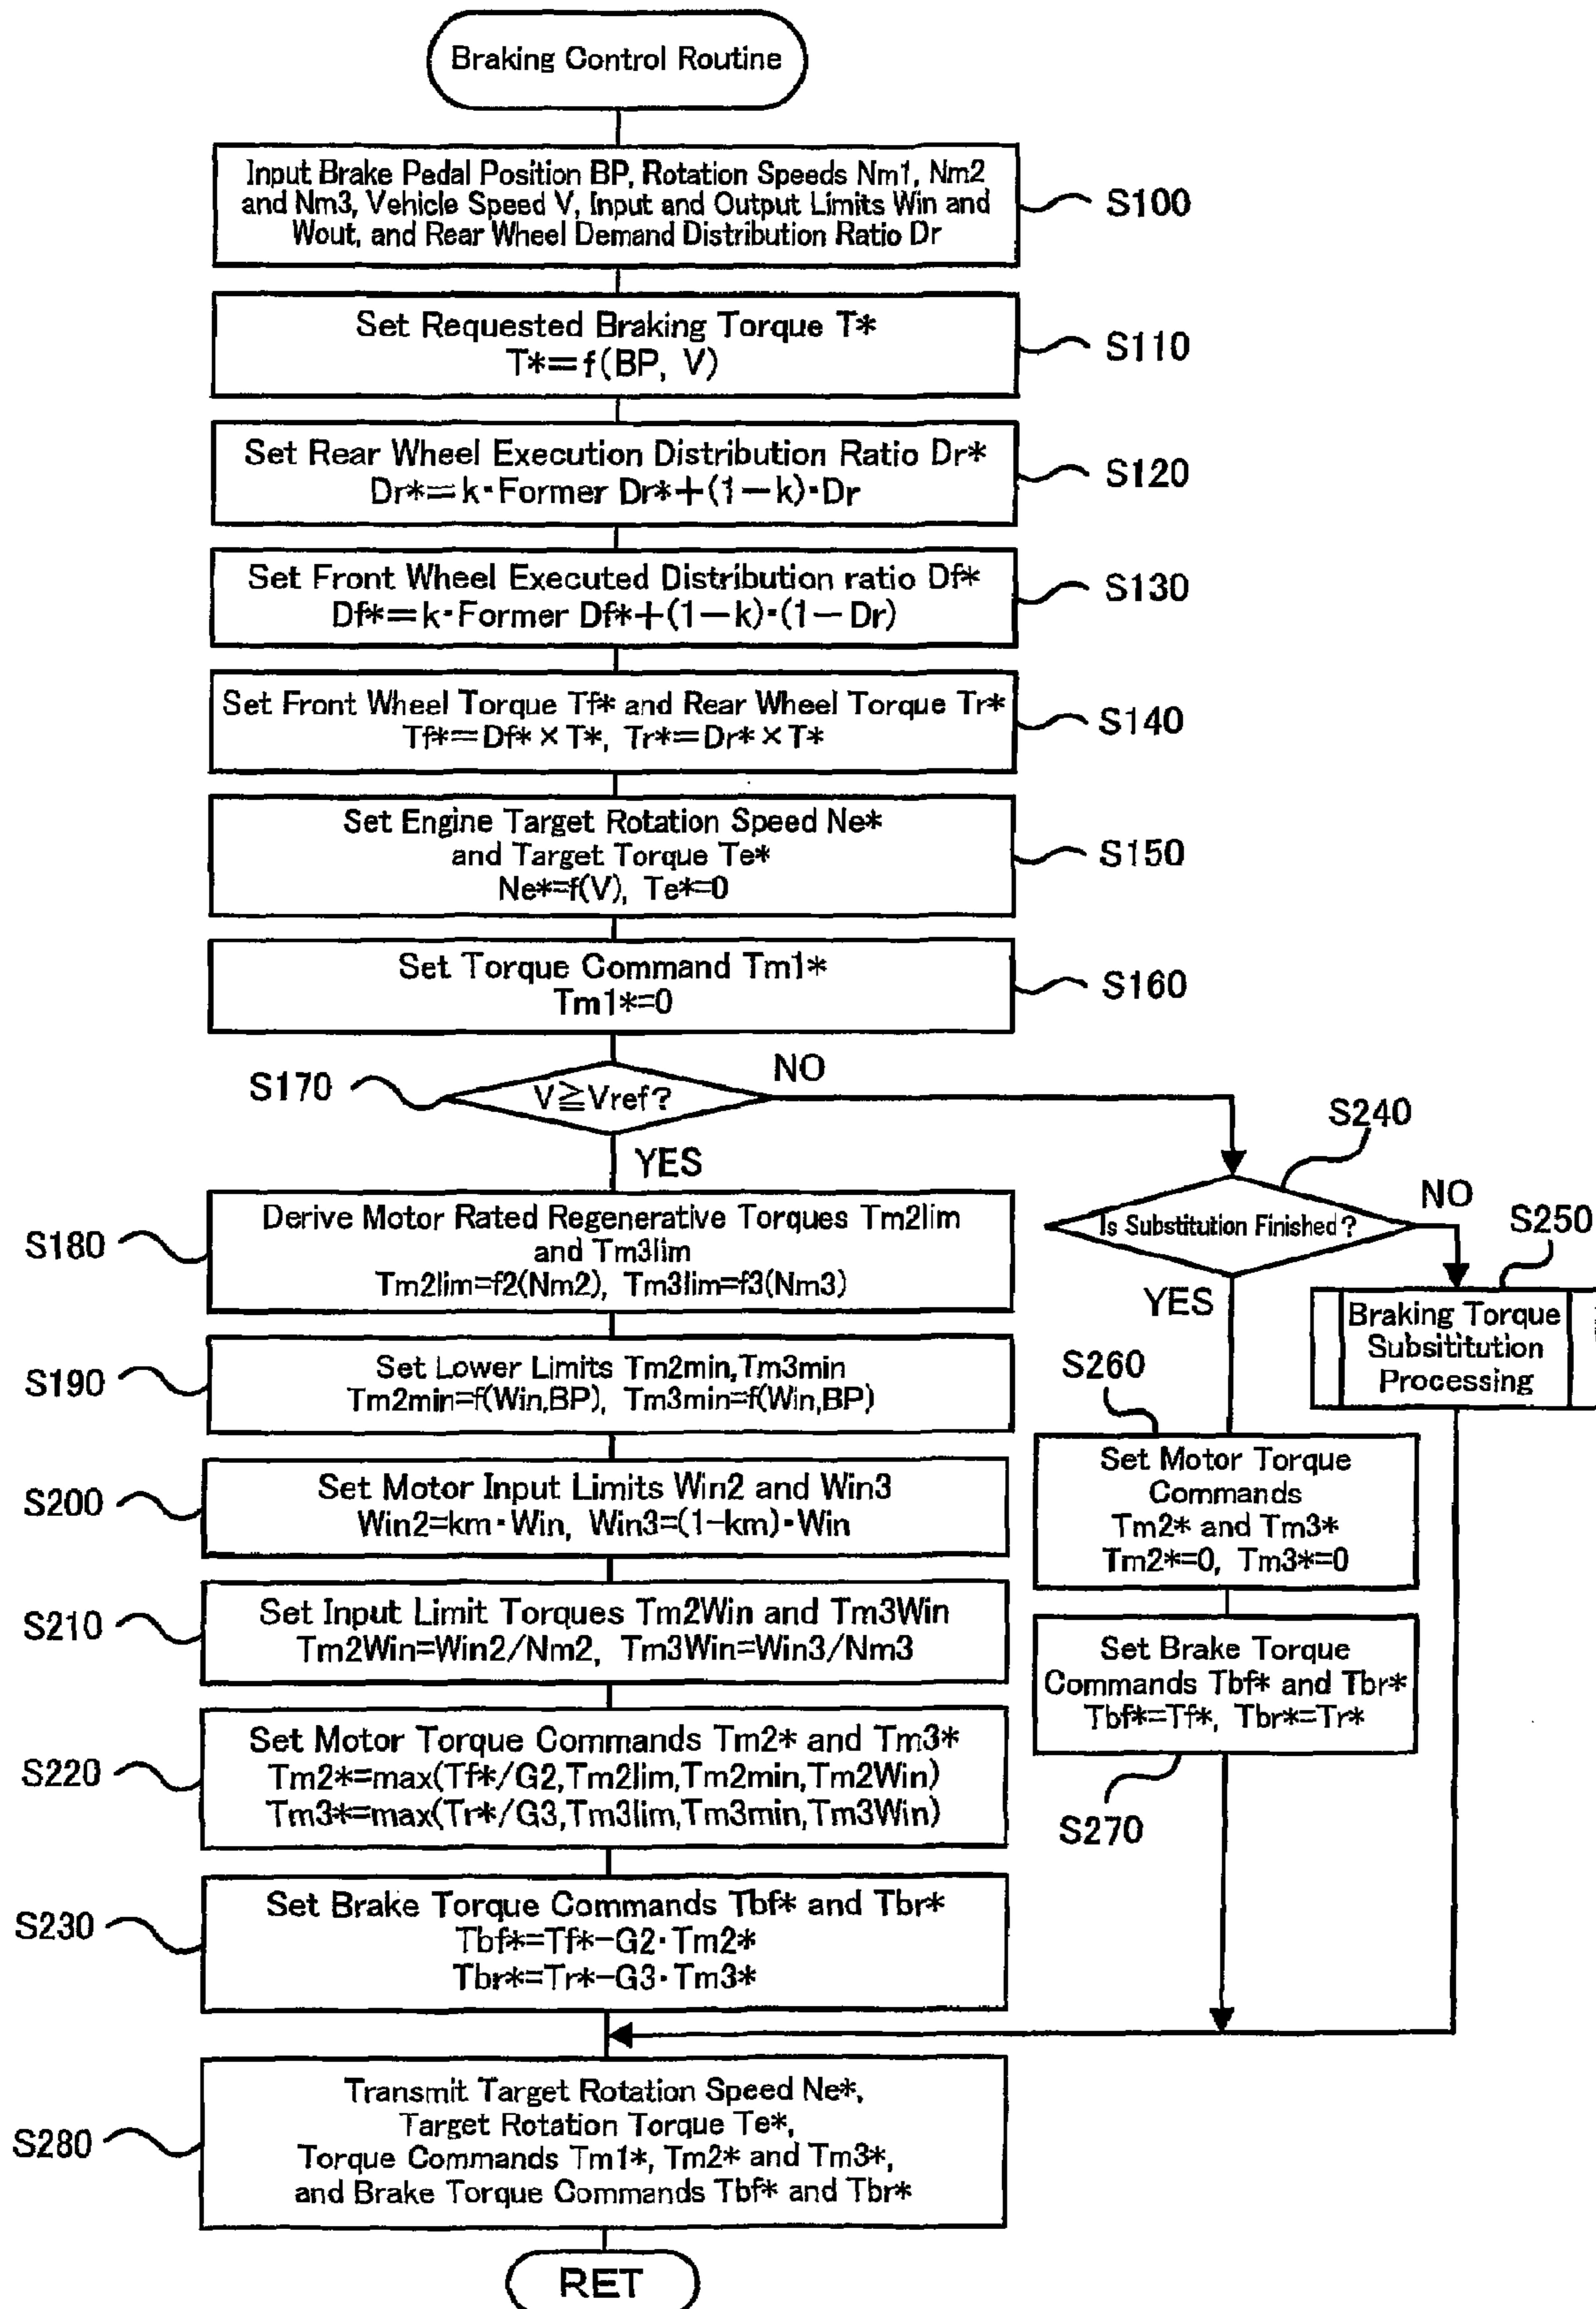 Braking Control Routine
Input Brake Pedal Position BP, Rotation Speeds Nm1, Nm2
and Nm3, Vehicle Speed V, Input and Output Limits Win and
Wout, and Rear Wheel Demand Distribution Ratio Dr
S100
Set Requested Braking Torque T*
T*=f(BP, V)
S110
Set Rear Wheel Execution Distribution Ratio Dr*
Dr*=k·Former Dr*+(1-k)·Dr
S120
Set Front Wheel Executed Distribution ratio Df*
Df*=k·Former Df*+(1-k)·(1-Dr)
S130
Set Front Wheel Torque Tf* and Rear Wheel Torque Tr*
Tf*=Df*×T*, Tr*=Dr*×T*
S140
Set Engine Target Rotation Speed Ne*
and Target Torque Te*
Ne*=f(V), Te*=0
S150
Set Torque Command Tm1*
Tm1*=0
S160
S170
V≧Vref?
NO
YES
S240
Is Substitution Finished?
NO
YES
S250
Braking Torque
Subsititution
Processing
S180
Derive Motor Rated Regenerative Torques Tm2lim
and Tm3lim
Tm2lim=f2(Nm2), Tm3lim=f3(Nm3)
S190
Set Lower Limits Tm2min,Tm3min
Tm2min=f(Win,BP), Tm3min=f(Win,BP)
S260
Set Motor Torque
Commands
Tm2* and Tm3*
Tm2*=0, Tm3*=0
S200
Set Motor Input Limits Win2 and Win3
Win2=km·Win, Win3=(1-km)·Win
S210
Set Input Limit Torques Tm2Win and Tm3Win
Tm2Win=Win2/Nm2, Tm3Win=Win3/Nm3
Set Brake Torque
Commands Tbf* and Tbr*
Tbf*=Tf*, Tbr*=Tr*
S270
S220
Set Motor Torque Commands Tm2* and Tm3*
Tm2*=max(Tf*/G2,Tm2lim,Tm2min,Tm2Win)
Tm3*=max(Tr*/G3,Tm3lim,Tm3min,Tm3Win)
S230
Set Brake Torque Commands Tbf* and Tbr*
Tbf*=Tf*-G2·Tm2*
Tbr*=Tr*-G3·Tm3*
S280
Transmit Target Rotation Speed Ne*,
Target Rotation Torque Te*,
Torque Commands Tm1*, Tm2* and Tm3*,
and Brake Torque Commands Tbf* and Tbr*
RET